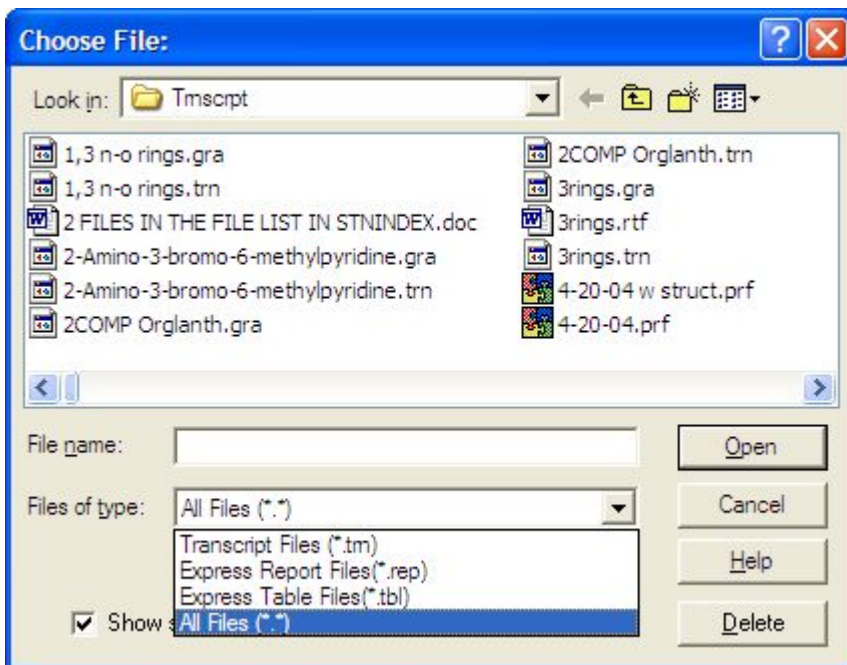 Choose File:
Look in: Trnscrpt
1,3 n-o rings.gra
1,3 n-o rings.trn
2 FILES IN THE FILE LIST IN STNINDEX.doc
2-Amino-3-bromo-6-methylpyridine.gra
2-Amino-3-bromo-6-methylpyridine.trn
2COMP Orglanth.gra
2COMP Orglanth.trn
3rings.gra
3rings.rtf
3rings.trn
4-20-04 w struct.prf
4-20-04.prf
File name:
Open
Files of type: All Files (*.*)
Cancel
Transcript Files (*.trn)
Express Report Files(*.rep)
Express Table Files(*.tbl)
All Files (*.*)
Help
Show
Delete